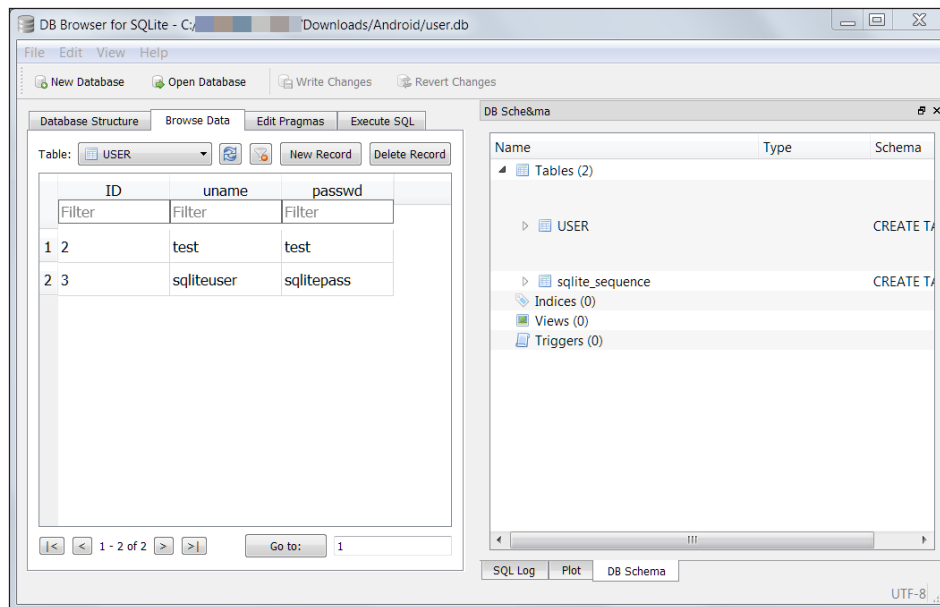 DB Browser for SQLite - C:/ /Downloads/Android/user.db
File Edit View Help
New Database Open Database Write Changes Revert Changes
Database Structure Browse Data Edit Pragmas Execute SQL
Table: USER New Record Delete Record
ID uname passwd
Filter Filter Filter
1 2 test test
2 3 sqliteuser sqlitepass
|< < 1 - 2 of 2 > >| Go to: 1
DB Sche&ma
Name Type Schema
Tables (2)
USER CREATE TA
sqlite_sequence CREATE TA
Indices (0)
Views (0)
Triggers (0)
SQL Log Plot DB Schema
UTF-8